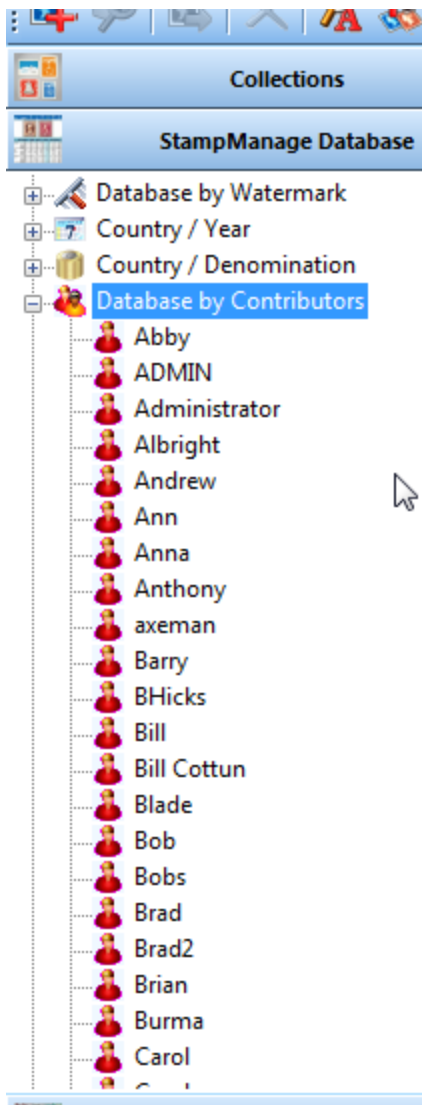 Collections
StampManage Database
Database by Watermark
Country / Year
Country / Denomination
Database by Contributors
Abby
ADMIN
Administrator
Albright
Andrew
Ann
Anna
Anthony
axeman
Barry
BHicks
Bill
Bill Cottun
Blade
Bob
Bobs
Brad
Brad2
Brian
Burma
Carol